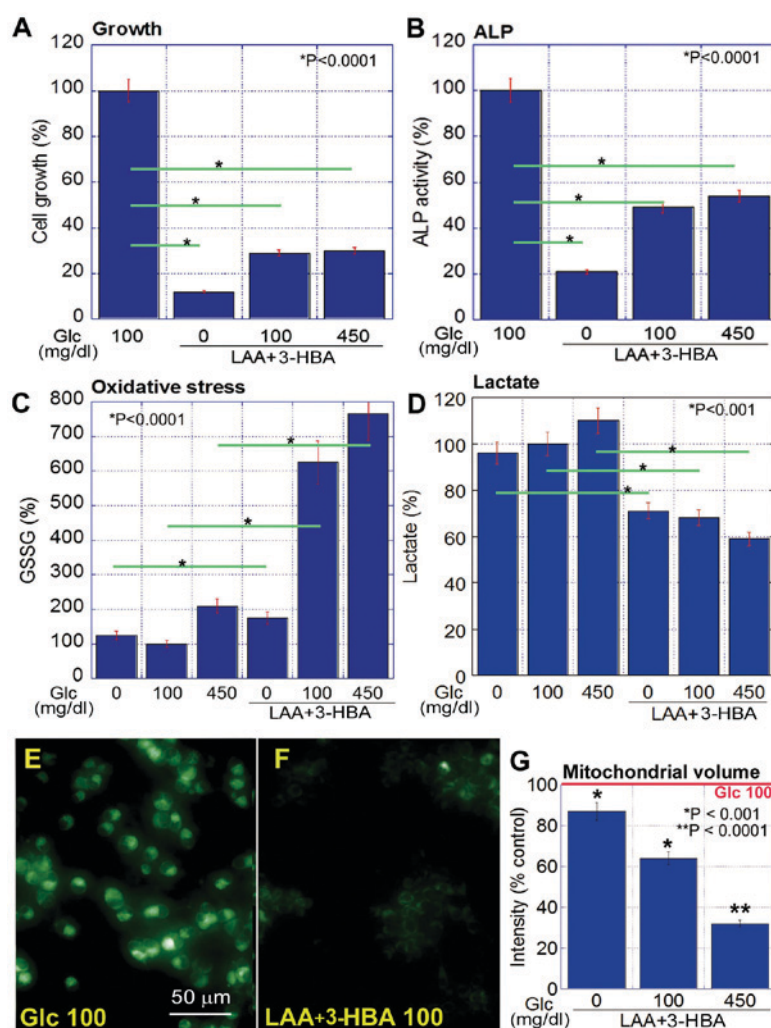 A Growth
*P<0.0001
Cell growth (%)
120
100
80
60
40
20
0
*
*
*
Glc
(mg/dl)
100 0 100 450
LAA+3-HBA
B ALP
*P<0.0001
ALP activity (%)
120
100
80
60
40
20
0
*
*
*
Glc
(mg/dl)
100 0 100 450
LAA+3-HBA
C Oxidative stress
*P<0.0001
GSSG (%)
800
700
600
500
400
300
200
100
0
*
*
*
Glc
(mg/dl)
0 100 450 0 100 450
LAA+3-HBA
D Lactate
*P<0.001
Lactate (%)
120
100
80
60
40
20
0
*
*
*
Glc
(mg/dl)
0 100 450 0 100 450
LAA+3-HBA
E
Glc 100
50 μm
F
LAA+3-HBA 100
G Mitochondrial volume
Glc 100
*P < 0.001
**P < 0.0001
Intensity (% control)
100
80
60
40
20
0
*
*
**
Glc
(mg/dl)
0 100 450
LAA+3-HBA